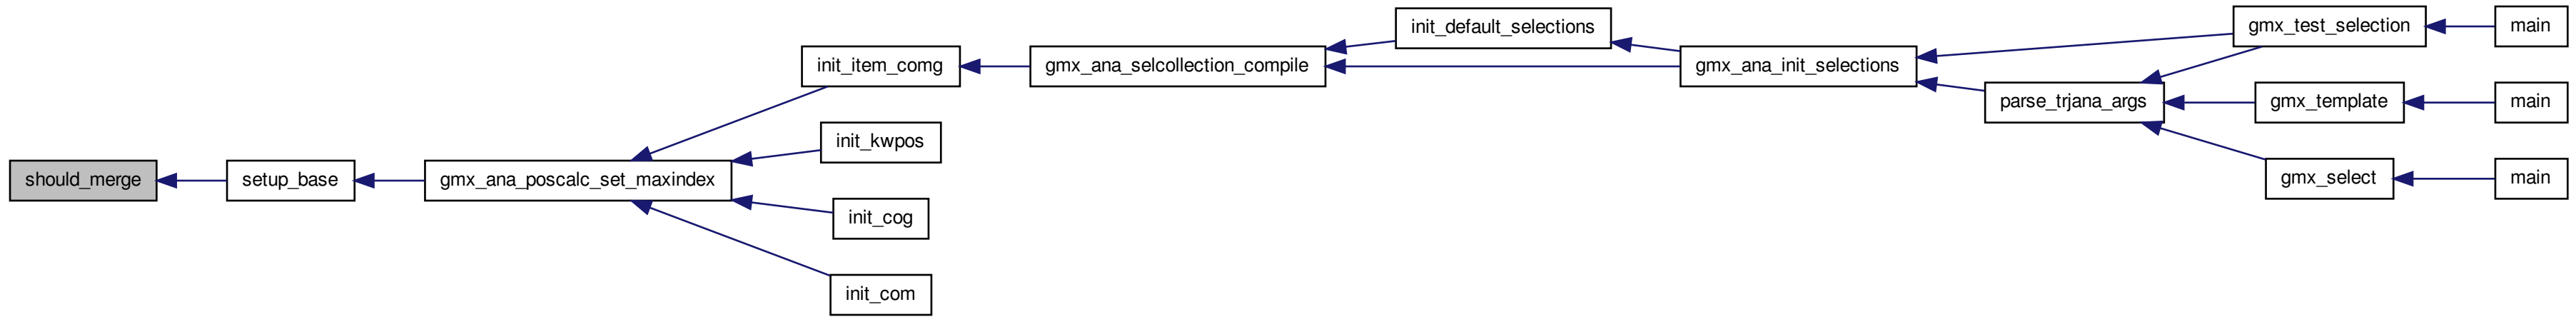 should_merge
setup_base
gmx_ana_poscalc_set_maxindex
init_item_comg
init_kwpos
init_cog
init_com
gmx_ana_selcollection_compile
init_default_selections
gmx_ana_init_selections
parse_trjana_args
gmx_test_selection
main
gmx_template
main
gmx_select
main